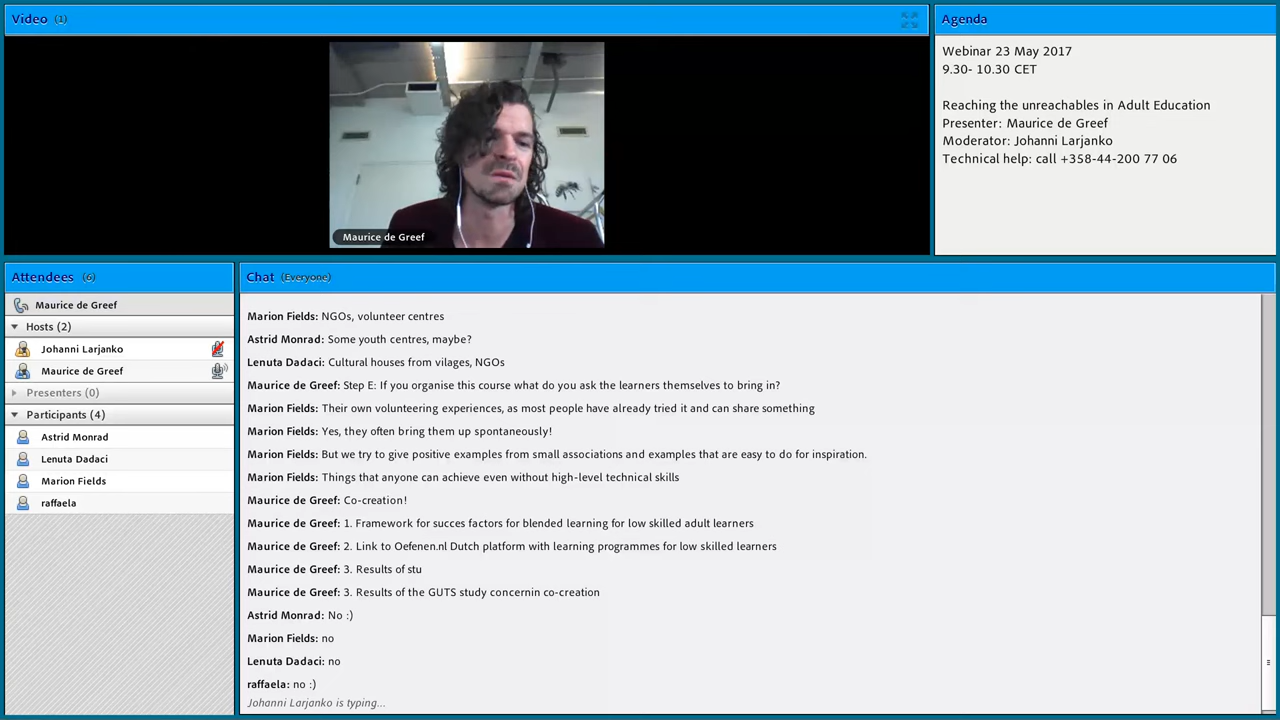 Video (1)
Maurice de Greef
Agenda
Webinar 23 May 2017
9.30- 10.30 CET
Reaching the unreachables in Adult Education
Presenter: Maurice de Greef
Moderator: Johanni Larjanko
Technical help: call +358-44-200 77 06
Attendees (6)
Maurice de Greef
Hosts (2)
Johanni Larjanko
Maurice de Greef
Presenters (0)
Participants (4)
Astrid Monrad
Lenuta Dadaci
Marion Fields
raffaela
Chat (Everyone)
Marion Fields: NGOs, volunteer centres
Astrid Monrad: Some youth centres, maybe?
Lenuta Dadaci: Cultural houses from vilages, NGOs
Maurice de Greef: Step E: If you organise this course what do you ask the learners themselves to bring in?
Marion Fields: Their own volunteering experiences, as most people have already tried it and can share something
Marion Fields: Yes, they often bring them up spontaneously!
Marion Fields: But we try to give positive examples from small associations and examples that are easy to do for inspiration.
Marion Fields: Things that anyone can achieve even without high-level technical skills
Maurice de Greef: Co-creation!
Maurice de Greef: 1. Framework for succes factors for blended learning for low skilled adult learners
Maurice de Greef: 2. Link to Oefenen.nl Dutch platform with learning programmes for low skilled learners
Maurice de Greef: 3. Results of stu
Maurice de Greef: 3. Results of the GUTS study concernin co-creation
Astrid Monrad: No :)
Marion Fields: no
Lenuta Dadaci: no
raffaela: no :)
Johanni Larjanko is typing...